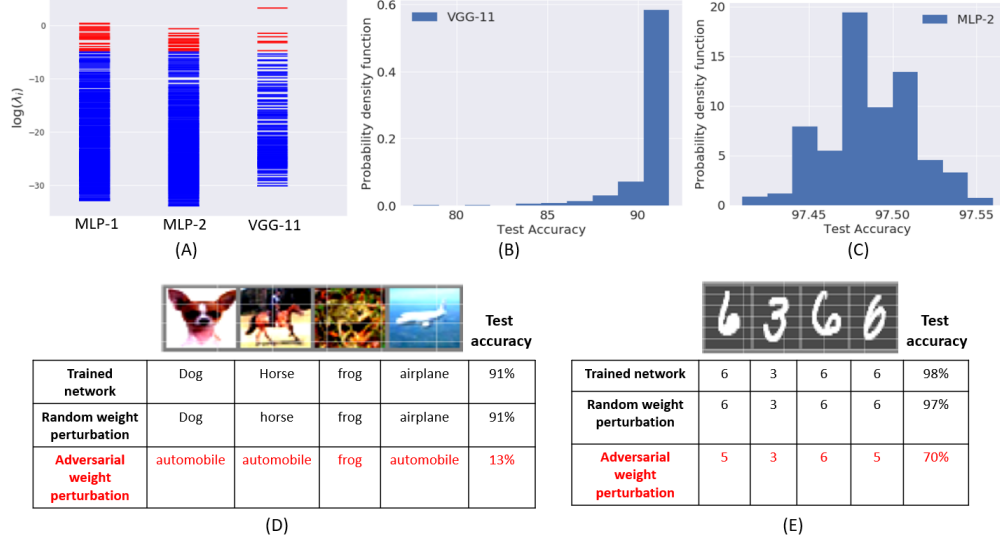 0
−10
−20
−30
log(λi)
MLP-1 MLP-2 VGG-11
(A)
VGG-11
0.6
0.4
0.2
0.0
Probability density function
80 85 90
Test Accuracy
(B)
MLP-2
20
15
10
5
0
Probability density function
97.45 97.50 97.55
Test Accuracy
(C)
Test
accuracy
Trained
network
Dog Horse frog airplane 91%
Random weight
perturbation
Dog horse frog airplane 91%
Adversarial
weight
perturbation
automobile automobile frog automobile 13%
(D)
6 3 6 6
Test
accuracy
Trained network 6 3 6 6 98%
Random weight
perturbation
6 3 6 6 97%
Adversarial
weight
perturbation
5 3 6 5 70%
(E)